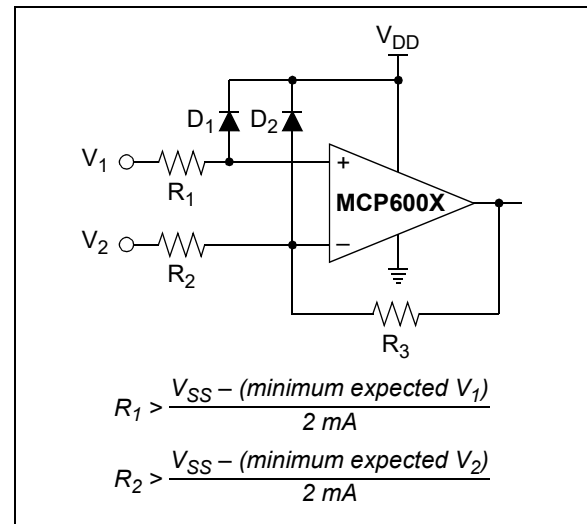 V_DD
D_1 D_2
V_1
R_1
+
MCP600X
V_2
R_2
–
R_3
R_1 > V_SS – (minimum expected V_1) / 2 mA
R_2 > V_SS – (minimum expected V_2) / 2 mA